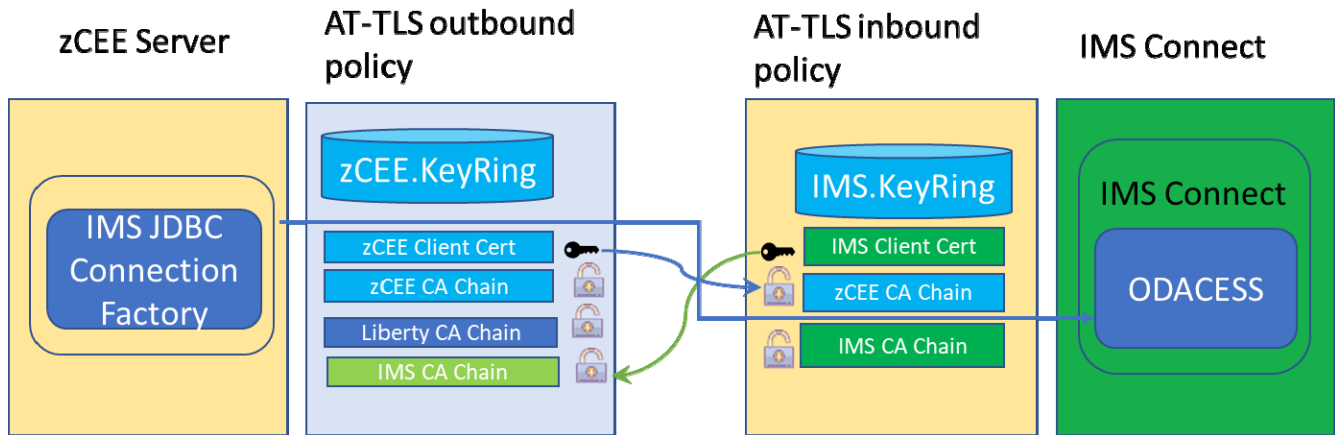 zCEE Server
AT-TLS outbound
policy
AT-TLS inbound
policy
IMS Connect
IMS JDBC
Connection
Factory
zCEE.KeyRing
zCEE Client Cert
zCEE CA Chain
Liberty CA Chain
IMS CA Chain
IMS.KeyRing
IMS Client Cert
zCEE CA Chain
IMS CA Chain
IMS Connect
ODACESS